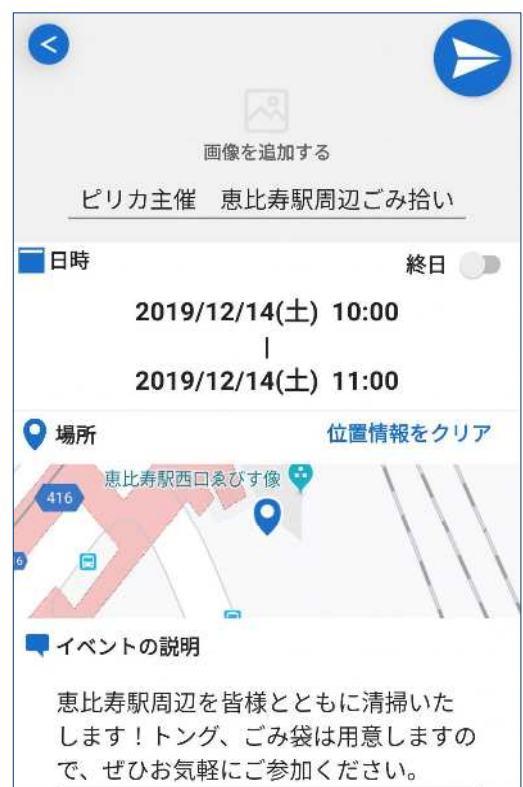 画像を追加する
ピリカ主催　恵比寿駅周辺ごみ拾い
日時
終日
2019/12/14(土) 10:00
|
2019/12/14(土) 11:00
場所
位置情報をクリア
恵比寿駅西口ゑびす像
416
6
イベントの説明
恵比寿駅周辺を皆様とともに清掃いた
します！トング、ごみ袋は用意しますの
で、ぜひお気軽にご参加ください。